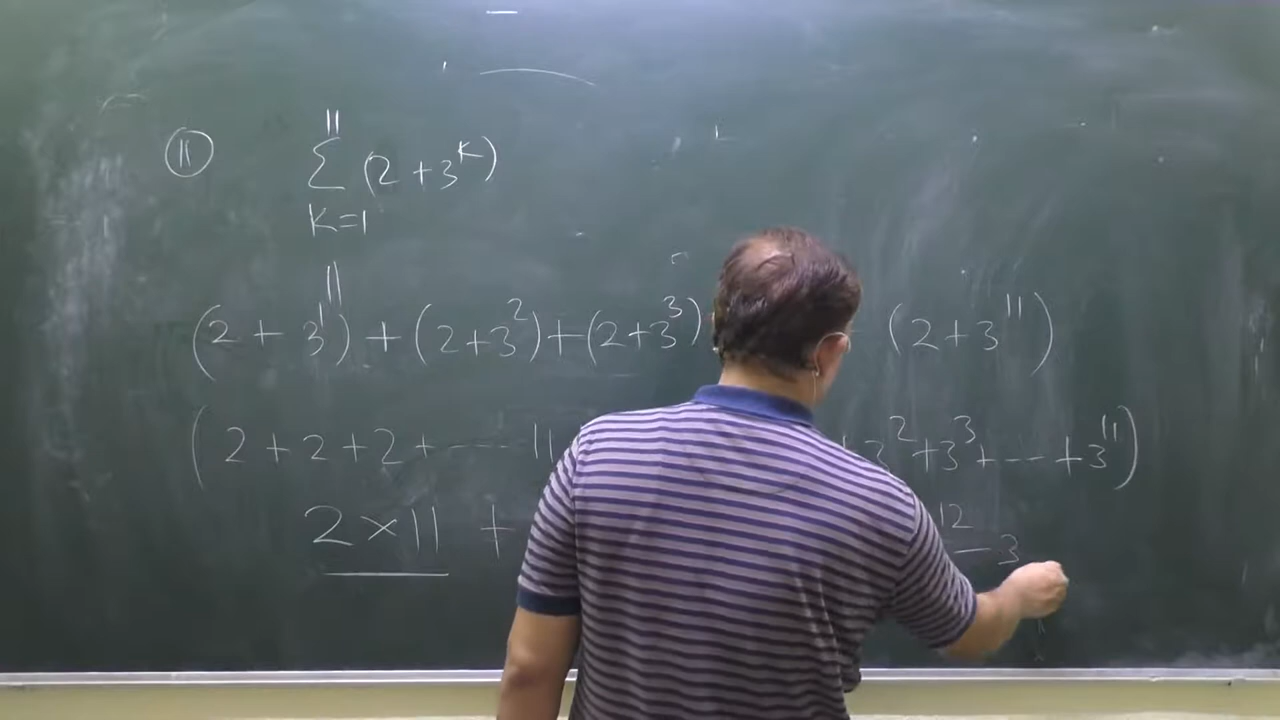 (11) 11
Σ (2 + 3^K)
K=1
(2 + 3^1) + (2+3^2)+(2+3^3) (2+3^11)
(2+2+2+ --- 11 3^2+3^3+ --- +3^11)
2×11 + 12 - 3